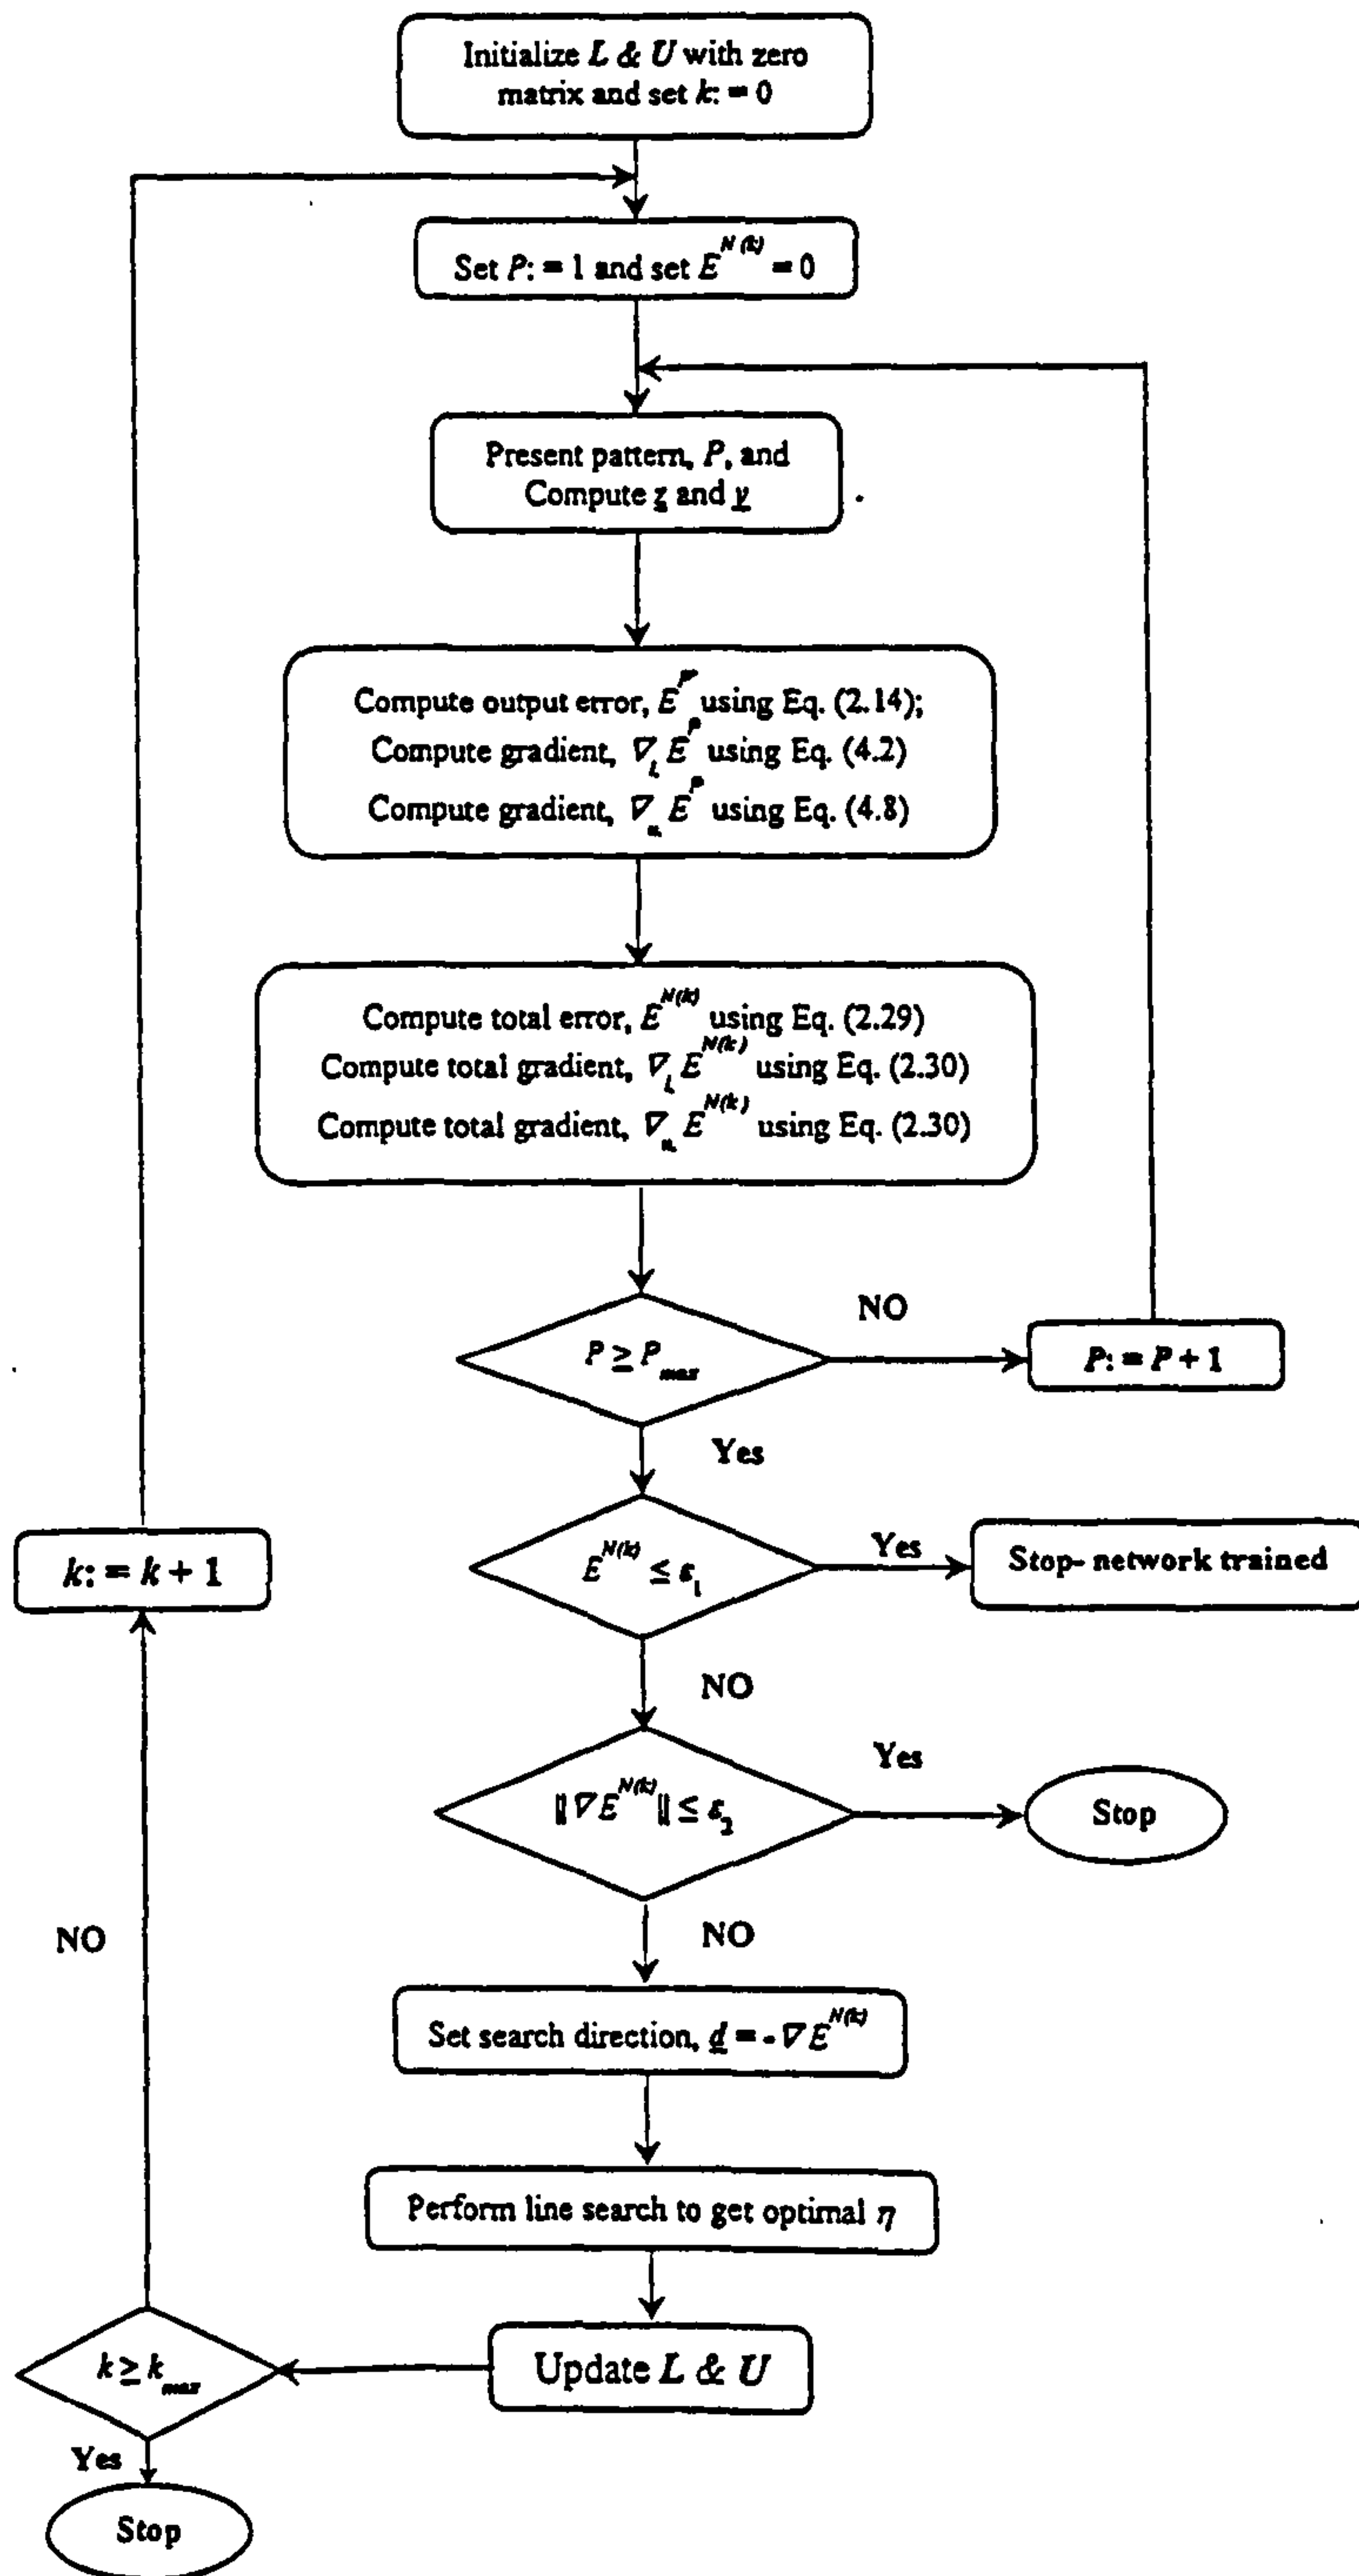 Initialize L & U with zero
matrix and set k: = 0
Set P: = 1 and set E^N(k) = 0
Present pattern, P, and
Compute z and y
Compute output error, E^P using Eq. (2.14);
Compute gradient, ∇_L E^P using Eq. (4.2)
Compute gradient, ∇_u E^P using Eq. (4.8)
Compute total error, E^N(k) using Eq. (2.29)
Compute total gradient, ∇_L E^N(k) using Eq. (2.30)
Compute total gradient, ∇_u E^N(k) using Eq. (2.30)
P ≥ P_max
NO
P: = P + 1
Yes
E^N(k) ≤ ε_1
Yes
Stop- network trained
k: = k + 1
NO
‖∇E^N(k)‖ ≤ ε_2
Yes
Stop
NO
NO
Set search direction, d = - ∇E^N(k)
Perform line search to get optimal η
Update L & U
k ≥ k_max
Yes
Stop